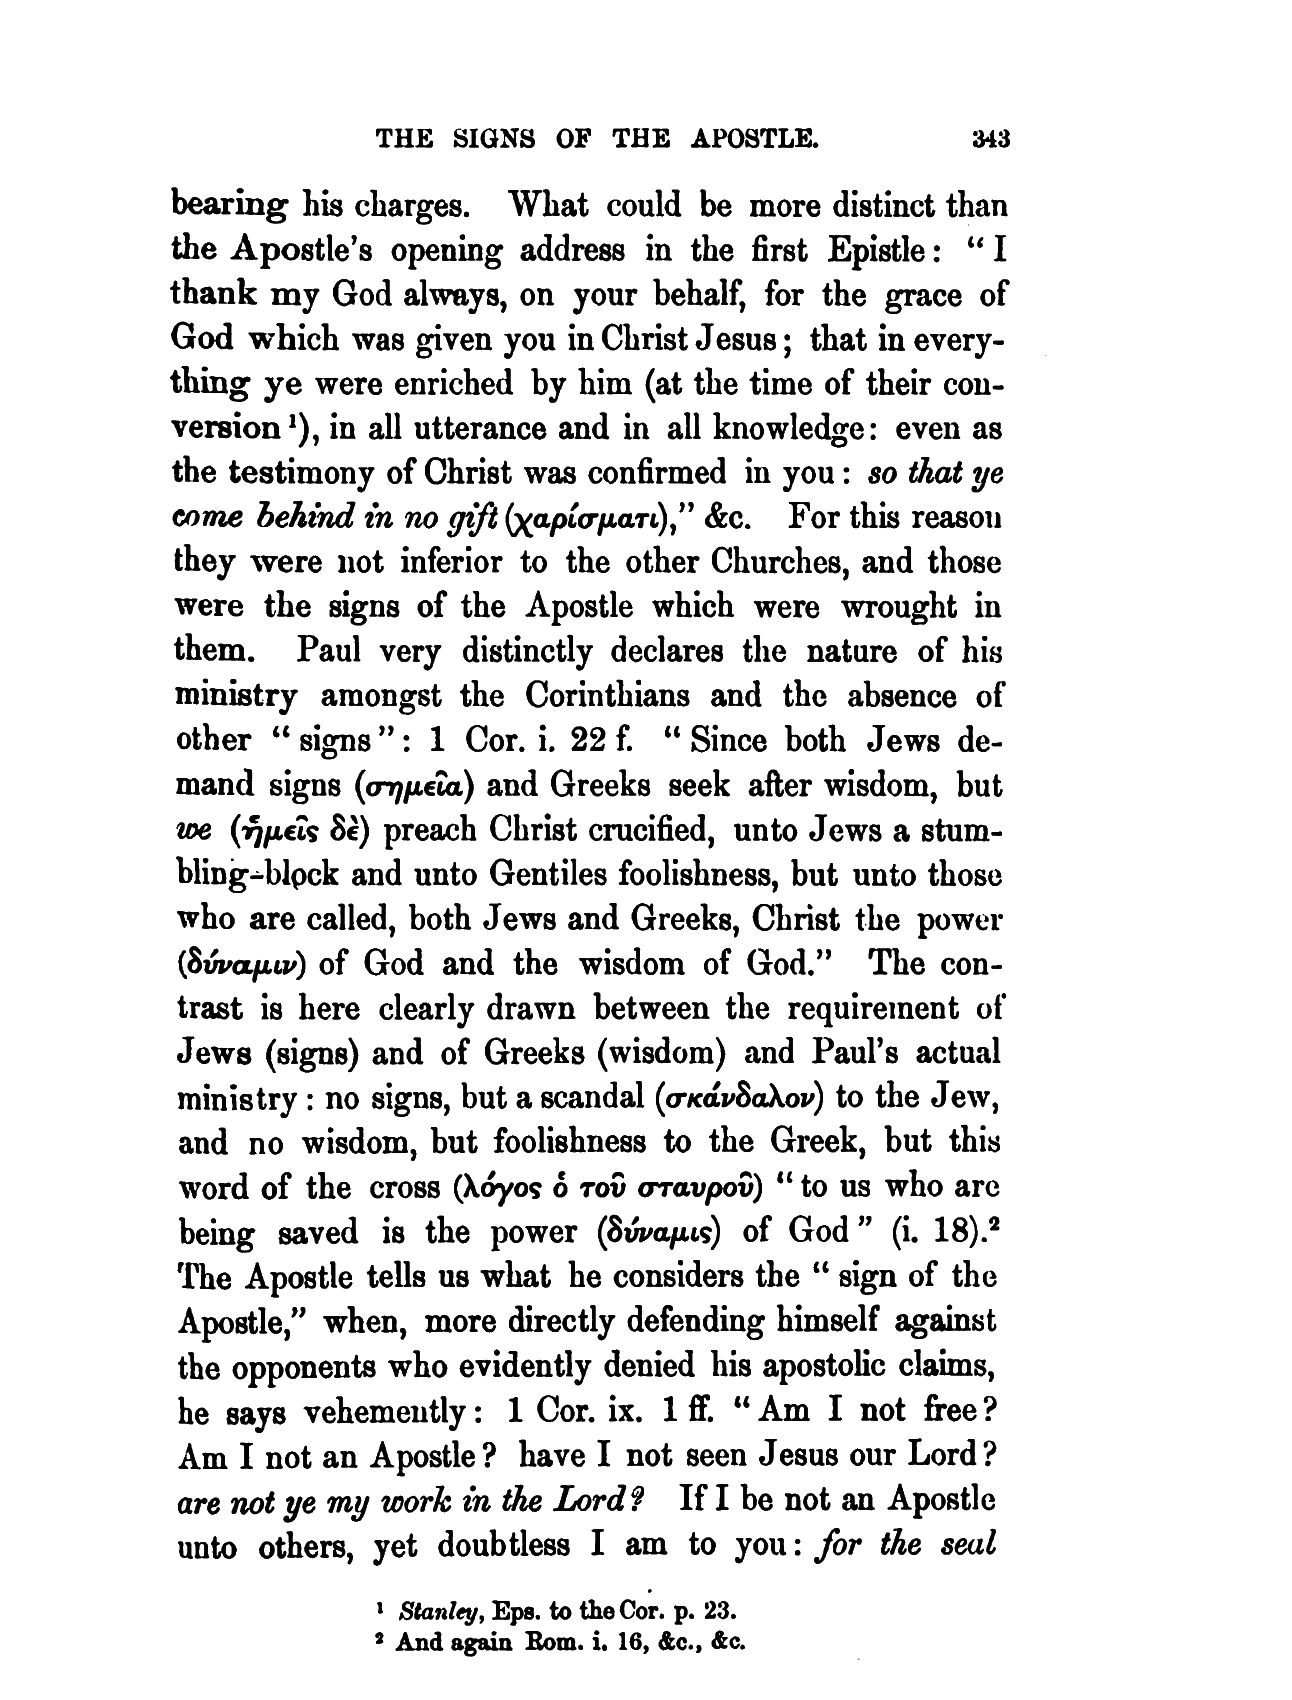 THE SIGNS OF THE APOSTLE. 343
bearing his charges. What could be more distinct than
the Apostle's opening address in the first Epistle: "I
thank my God always, on your behalf, for the grace of
God which was given you in Christ Jesus; that in every-
thing ye were enriched by him (at the time of their con-
version ¹), in all utterance and in all knowledge: even as
the testimony of Christ was confirmed in you: so that ye
come behind in no gift (χαρίσματι)," &c. For this reason
they were not inferior to the other Churches, and those
were the signs of the Apostle which were wrought in
them. Paul very distinctly declares the nature of his
ministry amongst the Corinthians and the absence of
other "signs": 1 Cor. i. 22 f. "Since both Jews de-
mand signs (σημεῖα) and Greeks seek after wisdom, but
we (ἡμεῖς δὲ) preach Christ crucified, unto Jews a stum-
bling-block and unto Gentiles foolishness, but unto those
who are called, both Jews and Greeks, Christ the power
(δύναμιν) of God and the wisdom of God." The con-
trast is here clearly drawn between the requirement of
Jews (signs) and of Greeks (wisdom) and Paul's actual
ministry: no signs, but a scandal (σκάνδαλον) to the Jew,
and no wisdom, but foolishness to the Greek, but this
word of the cross (λόγος ὁ τοῦ σταυροῦ) "to us who are
being saved is the power (δύναμις) of God" (i. 18).²
The Apostle tells us what he considers the "sign of the
Apostle," when, more directly defending himself against
the opponents who evidently denied his apostolic claims,
he says vehemently: 1 Cor. ix. 1 ff. "Am I not free?
Am I not an Apostle? have I not seen Jesus our Lord?
are not ye my work in the Lord? If I be not an Apostle
unto others, yet doubtless I am to you: for the seal
¹ Stanley, Eps. to the Cor. p. 23.
² And again Rom. i. 16, &c., &c.